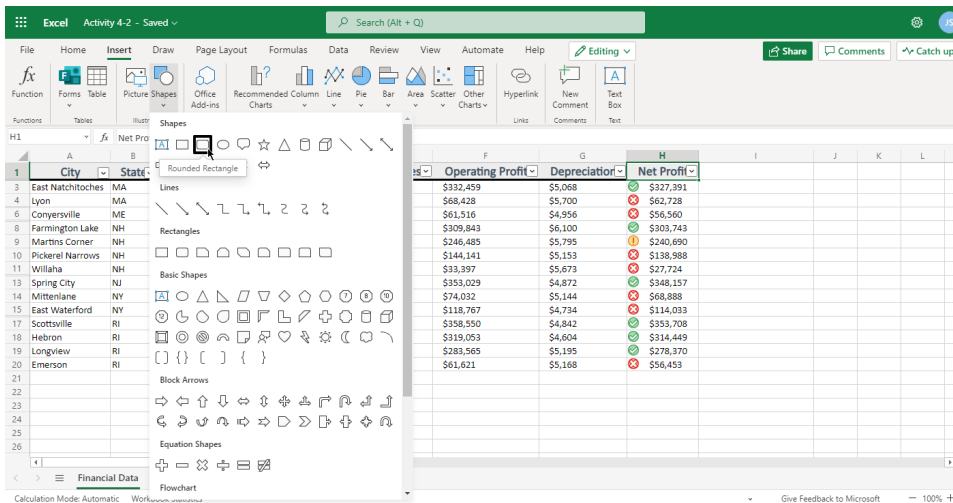 Excel Activity 4-2 - Saved Search (Alt + Q) JS
File Home Insert Draw Page Layout Formulas Data Review View Automate Help Editing Share Comments Catch up
Function Forms Table Picture Shapes Office Add-ins Recommended Charts Column Line Pie Bar Area Scatter Other Charts Hyperlink New Comment Text Box
Functions Tables Links Comments Text
H1 fx Net
Shapes
Rounded Rectangle
Lines
Rectangles
Basic Shapes
Block Arrows
Equation Shapes
Flowchart
A B F G H I J K L
1 City State Operating Profit Depreciation Net Profit
3 East Natchitoches MA $332,459 $5,068 $327,391
4 Lyon MA $68,428 $5,700 $62,728
6 Conyersville ME $61,516 $4,956 $56,560
8 Farmington Lake NH $309,843 $6,100 $303,743
9 Martins Corner NH $246,485 $5,795 $240,690
10 Pickerel Narrows NH $144,141 $5,153 $138,988
11 Willaha NH $33,397 $5,673 $27,724
13 Spring City NJ $353,029 $4,872 $348,157
14 Mittenlane NY $74,032 $5,144 $68,888
15 East Waterford NY $118,767 $4,734 $114,033
17 Scottsville RI $358,550 $4,842 $353,708
18 Hebron RI $319,053 $4,604 $314,449
19 Longview RI $283,565 $5,195 $278,370
20 Emerson RI $61,621 $5,168 $56,453
21
22
23
24
25
26
Financial Data
Calculation Mode: Automatic Workbook Statistics Give Feedback to Microsoft 100%